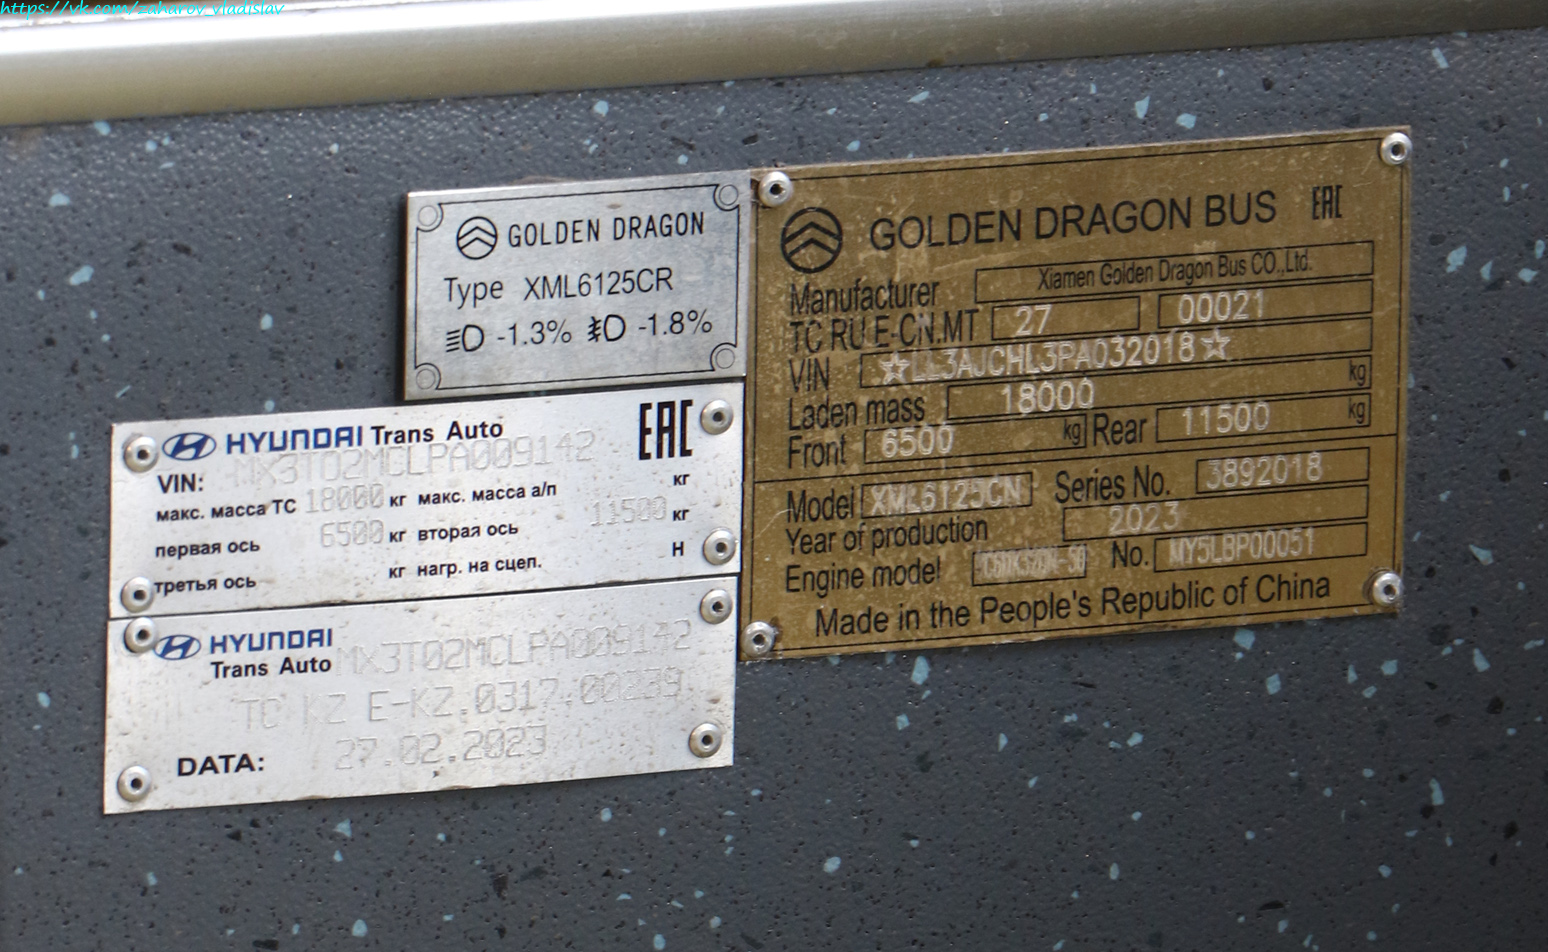 https://vk.com/zaharov_vladislav
GOLDEN DRAGON
Type XML6125CR
-1.3% -1.8%
GOLDEN DRAGON BUS EAC
Manufacturer Xiamen Golden Dragon Bus CO.,Ltd.
TC RU E-CN.MT 27 00021
VIN ☆LL3AJCHL3PA032018☆
Laden mass 18000 kg
Front 6500 kg Rear 11500 kg
Model XML6125CN Series No. 3892018
Year of production 2023
Engine model No. MY5LBP00051
Made in the People's Republic of China
HYUNDAI Trans Auto EAC
VIN: MX3T02MCLPA009142
макс. масса ТС 18000 кг макс. масса а/п кг
первая ось 6500 кг вторая ось 11500 кг
третья ось кг нагр. на сцеп. Н
HYUNDAI
Trans Auto MX3T02MCLPA009142
TC KZ E-KZ.0317.00239
DATA: 27.02.2023